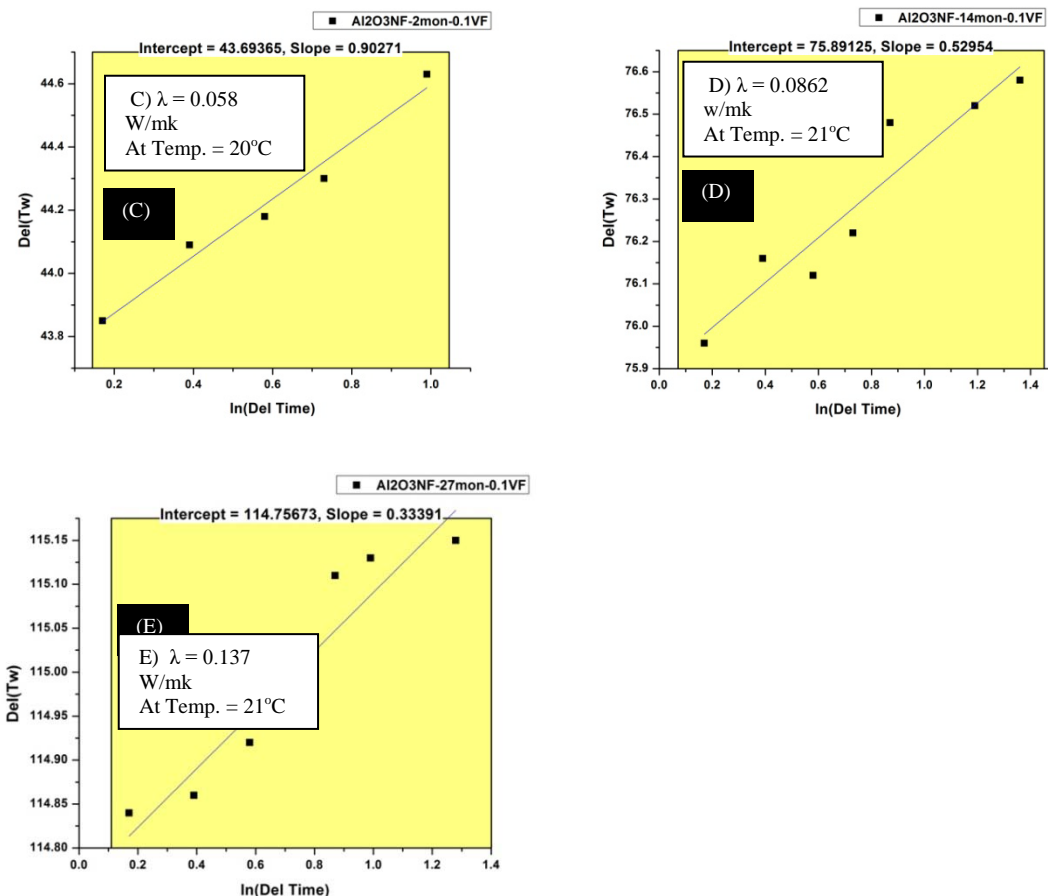 Al2O3NF-2mon-0.1VF
Intercept = 43.69365, Slope = 0.90271
44.6
44.4
44.2
44.0
43.8
Del(Tw)
C) λ = 0.058
W/mk
At Temp. = 20°C
(C)
0.2 0.4 0.6 0.8 1.0
ln(Del Time)
Al2O3NF-14mon-0.1VF
Intercept = 75.89125, Slope = 0.52954
76.6
76.5
76.4
76.3
76.2
76.1
76.0
75.9
Del(Tw)
D) λ = 0.0862
w/mk
At Temp. = 21°C
(D)
0.0 0.2 0.4 0.6 0.8 1.0 1.2 1.4
ln(Del Time)
Al2O3NF-27mon-0.1VF
Intercept = 114.75673, Slope = 0.33391
115.15
115.10
115.05
115.00
114.95
114.90
114.85
114.80
Del(Tw)
(E)
E) λ = 0.137
W/mk
At Temp. = 21°C
0.0 0.2 0.4 0.6 0.8 1.0 1.2 1.4
ln(Del Time)